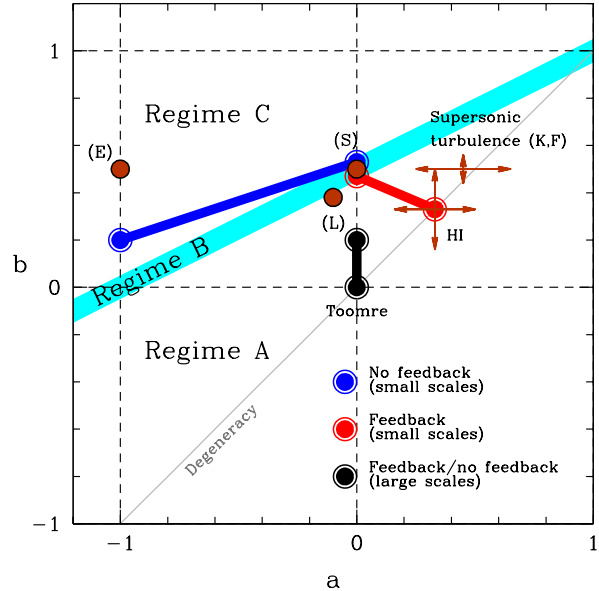 1
0
−1
b
−1
0
1
a
Regime C
(E)
(S)
Supersonic
turbulence (K,F)
(L)
HI
Regime B
Toomre
Regime A
Degeneracy
No feedback
(small scales)
Feedback
(small scales)
Feedback/no feedback
(large scales)